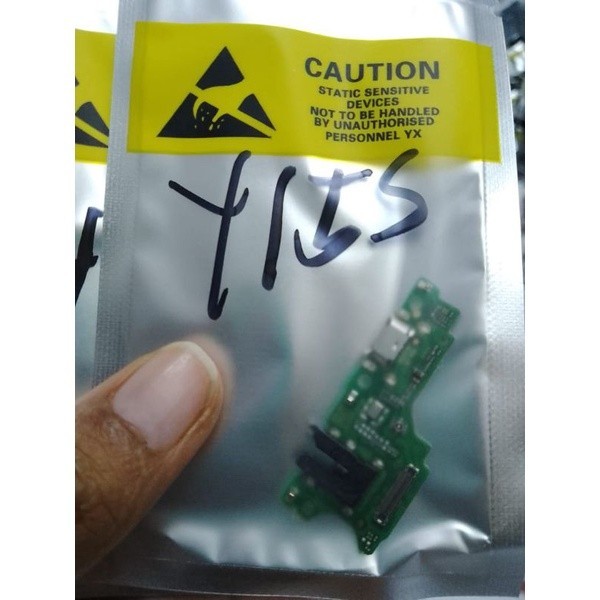 CAUTION
STATIC SENSITIVE
DEVICES
NOT TO BE HANDLED
BY UNAUTHORISED
PERSONNEL YX
Y15S